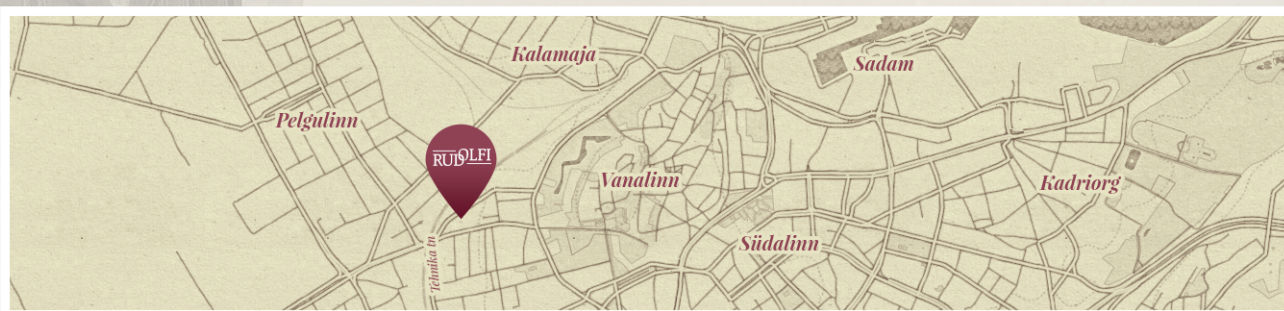 Kalamaja
Sadam
Pelgulinn
RUDOLFI
Vanalinn
Kadriorg
Südalinn
Tehnika tn